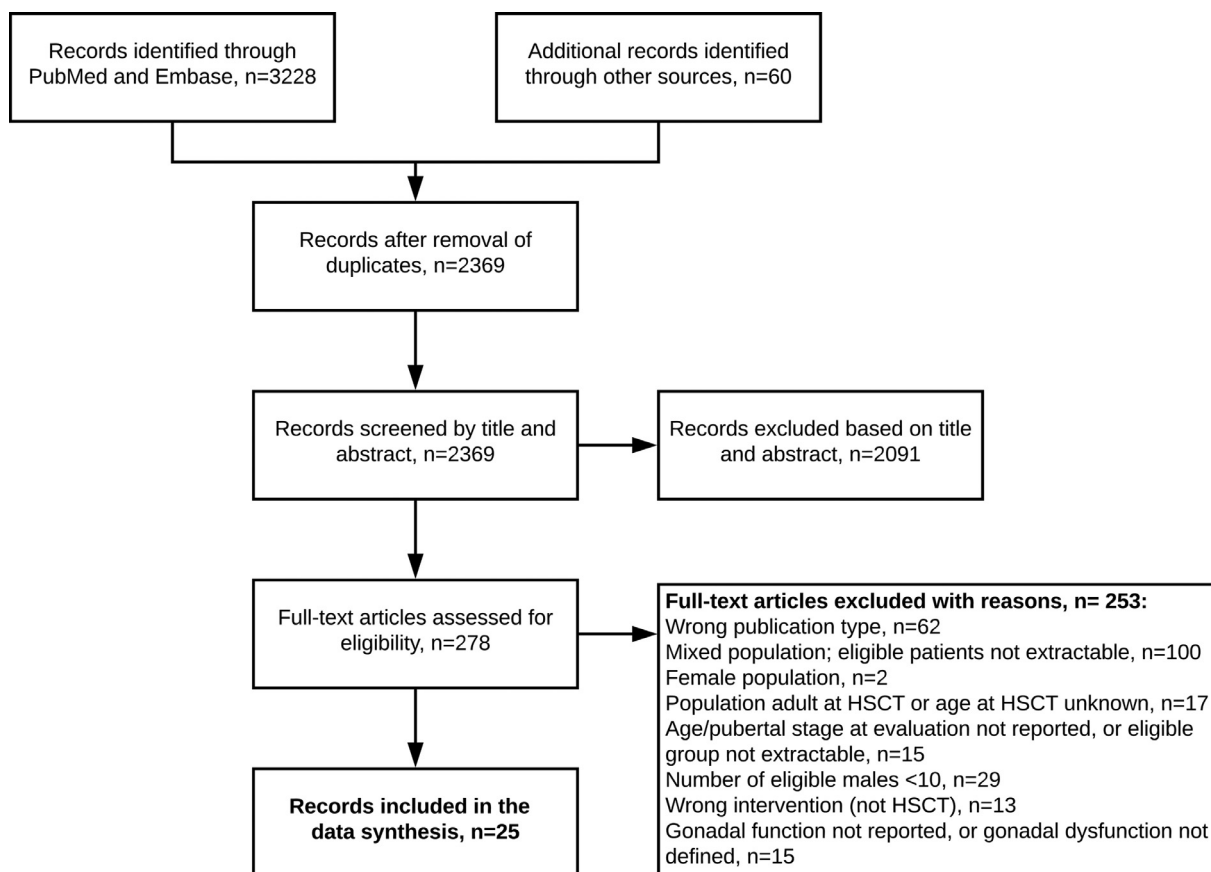 Records identified through
PubMed and Embase, n=3228
Additional records identified
through other sources, n=60
Records after removal of
duplicates, n=2369
Records screened by title and
abstract, n=2369
Records excluded based on title
and abstract, n=2091
Full-text articles assessed for
eligibility, n=278
Full-text articles excluded with reasons, n= 253:
Wrong publication type, n=62
Mixed population; eligible patients not extractable, n=100
Female population, n=2
Population adult at HSCT or age at HSCT unknown, n=17
Age/pubertal stage at evaluation not reported, or eligible
group not extractable, n=15
Number of eligible males <10, n=29
Wrong intervention (not HSCT), n=13
Gonadal function not reported, or gonadal dysfunction not
defined, n=15
Records included in the
data synthesis, n=25